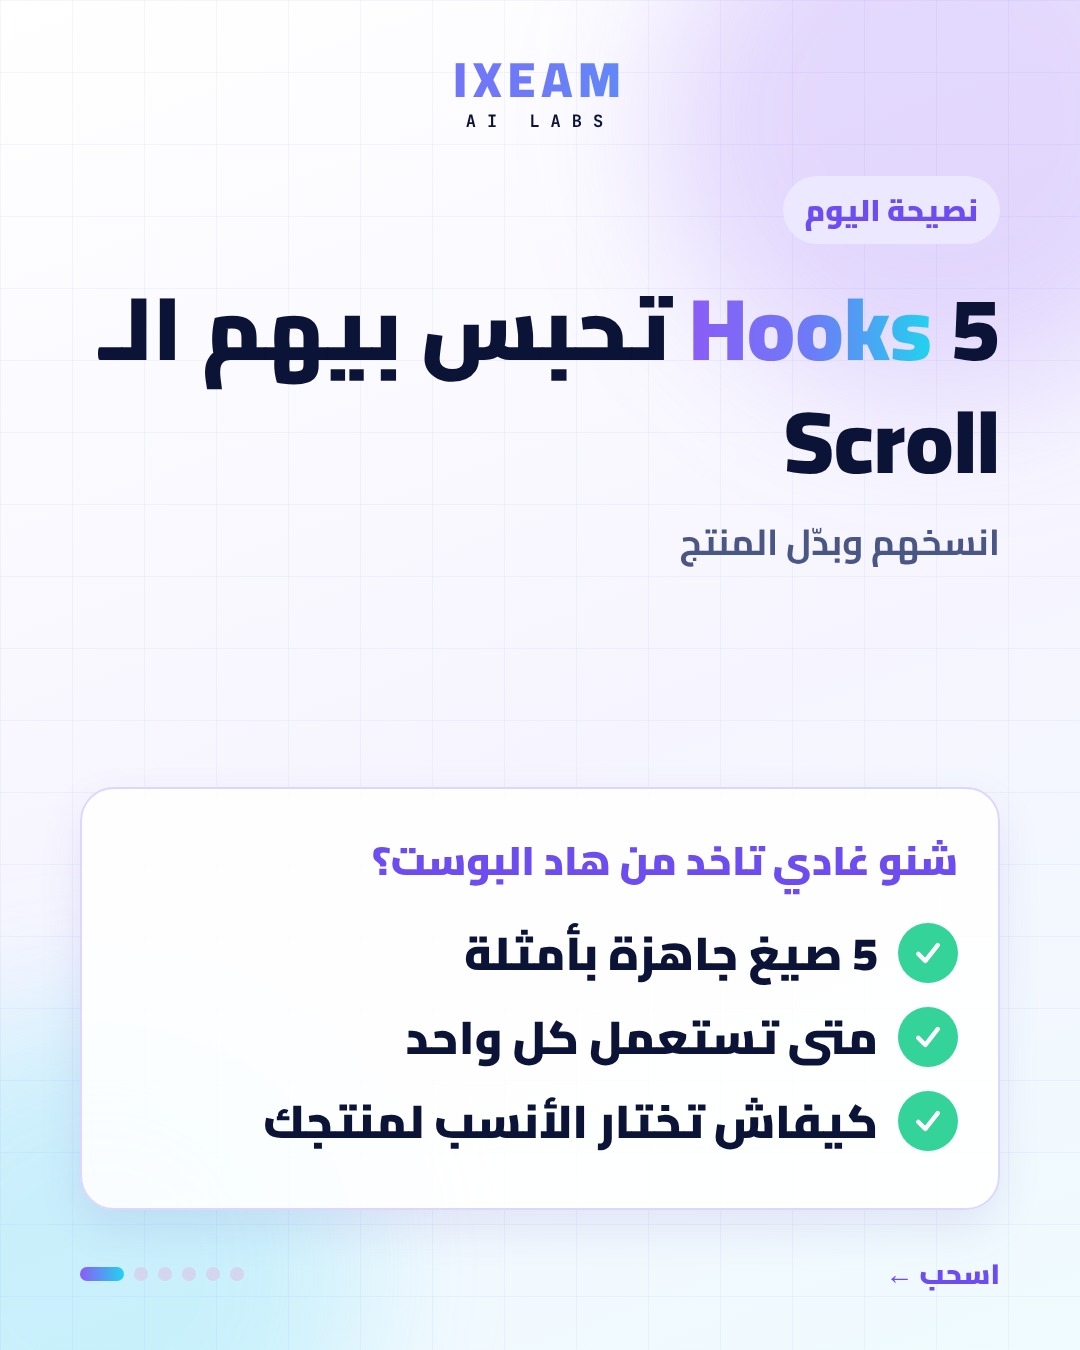 IXEAM
AI LABS
نصيحة اليوم
5 Hooks تحبس بيهم الـ
Scroll
انسخهم وبدّل المنتج
شنو غادي تاخد من هاد البوست؟
5 صيغ جاهزة بأمثلة
متى تستعمل كل واحد
كيفاش تختار الأنسب لمنتجك
اسحب ←